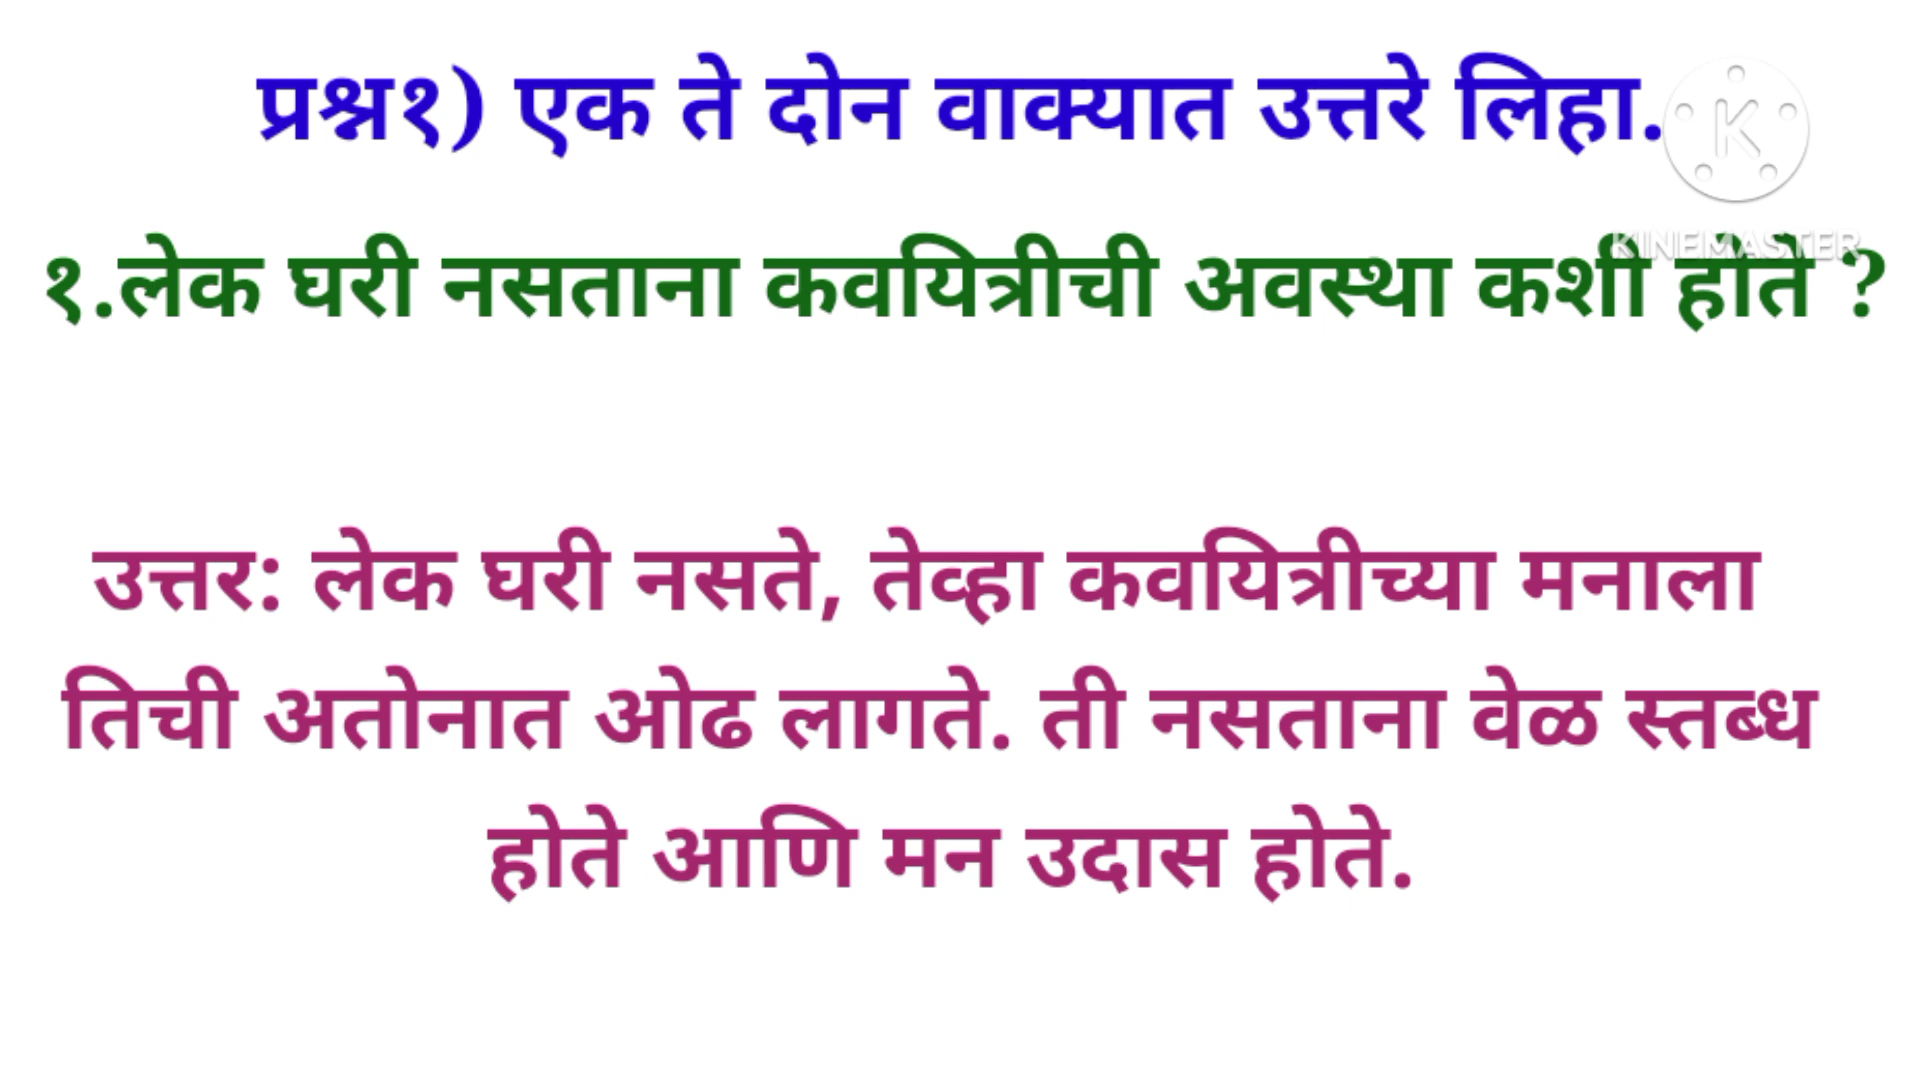 प्रश्न१) एक ते दोन वाक्यात उत्तरे लिहा.
K
KINEMASTER
१.लेक घरी नसताना कवयित्रीची अवस्था कशी होते ?
उत्तर: लेक घरी नसते, तेव्हा कवयित्रीच्या मनाला
तिची अतोनात ओढ लागते. ती नसताना वेळ स्तब्ध
होते आणि मन उदास होते.